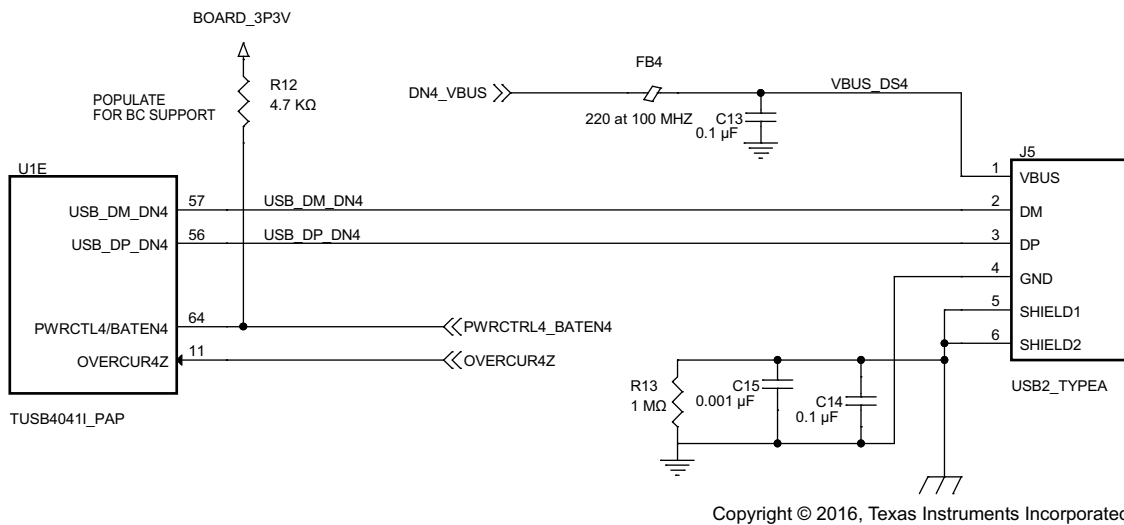 BOARD_3P3V
R12
4.7 KΩ
POPULATE
FOR BC SUPPORT
FB4
DN4_VBUS
220 at 100 MHZ
VBUS_DS4
C13
0.1 µF
U1E
USB_DM_DN4
57
USB_DM_DN4
USB_DP_DN4
56
USB_DP_DN4
PWRCTL4/BATEN4
64
PWRCTRL4_BATEN4
OVERCUR4Z
11
OVERCUR4Z
TUSB4041I_PAP
J5
1
VBUS
2
DM
3
DP
4
GND
5
SHIELD1
6
SHIELD2
USB2_TYPEA
R13
1 MΩ
C15
0.001 µF
C14
0.1 µF
Copyright © 2016, Texas Instruments Incorporated